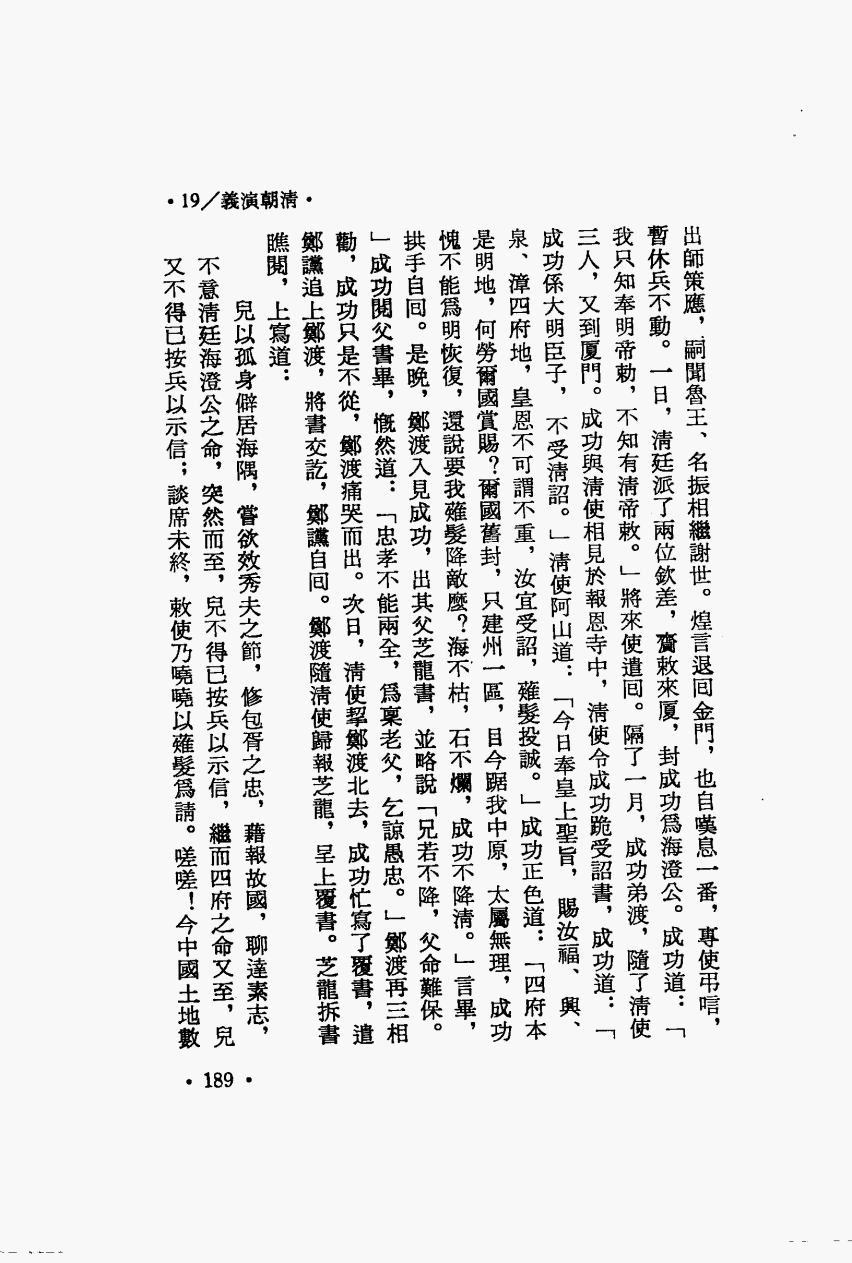 ·19/義演朝清·
出師策應，嗣聞魯王、名振相繼謝世。煌言退回金門，也自嘆息一番，專使弔唁，
暫休兵不動。一日，清廷派了兩位欽差，齎敕來厦，封成功爲海澄公。成功道：「
我只知奉明帝勅，不知有清帝敕。」將來使遣回。隔了一月，成功弟渡，隨了清使
三人，又到厦門。成功與清使相見於報恩寺中，清使令成功跪受詔書，成功道：「
成功係大明臣子，不受清詔。」清使阿山道：「今日奉皇上聖旨，賜汝福、興、
泉、漳四府地，皇恩不可謂不重，汝宜受詔，薙髮投誠。」成功正色道：「四府本
是明地，何勞爾國賞賜？爾國舊封，只建州一區，目今踞我中原，太屬無理，成功
愧不能爲明恢復，還說要我薙髮降敵麼？海不枯，石不爛，成功不降清。」言畢，
拱手自回。是晚，鄭渡入見成功，出其父芝龍書，並略說「兄若不降，父命難保。
」成功閱父書畢，慨然道：「忠孝不能兩全，爲稟老父，乞諒愚忠。」鄭渡再三相
勸，成功只是不從，鄭渡痛哭而出。次日，清使挈鄭渡北去，成功忙寫了覆書，遣
鄭讜追上鄭渡，將書交訖，鄭讜自回。鄭渡隨清使歸報芝龍，呈上覆書。芝龍拆書
瞧閱，上寫道：
兒以孤身僻居海隅，嘗欲效秀夫之節，修包胥之忠，藉報故國，聊達素志，
不意清廷海澄公之命，突然而至，兒不得已按兵以示信，繼而四府之命又至，兒
又不得已按兵以示信；談席未終，敕使乃曉曉以薙髮爲請。嗟嗟！今中國土地數
·189·